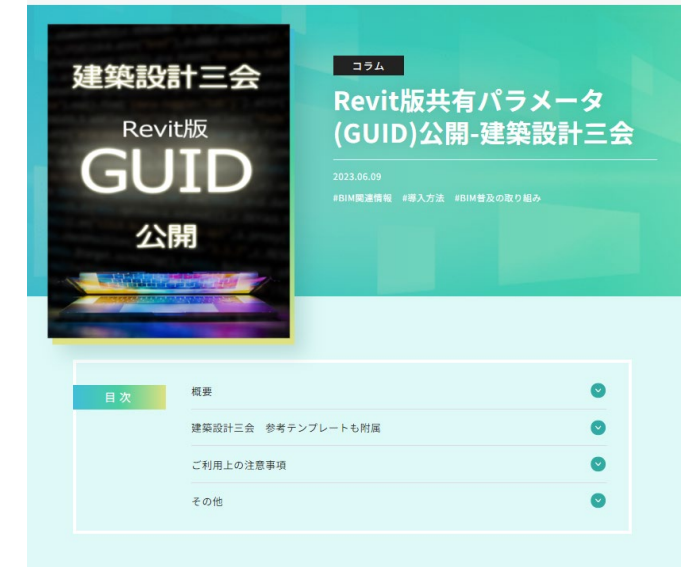 建築設計三会
Revit版
GUID
公開
コラム
Revit版共有パラメータ
(GUID)公開-建築設計三会
2023.06.09
#BIM関連情報 #導入方法 #BIM普及の取り組み
目次
概要
建築設計三会 参考テンプレートも附属
ご利用上の注意事項
その他